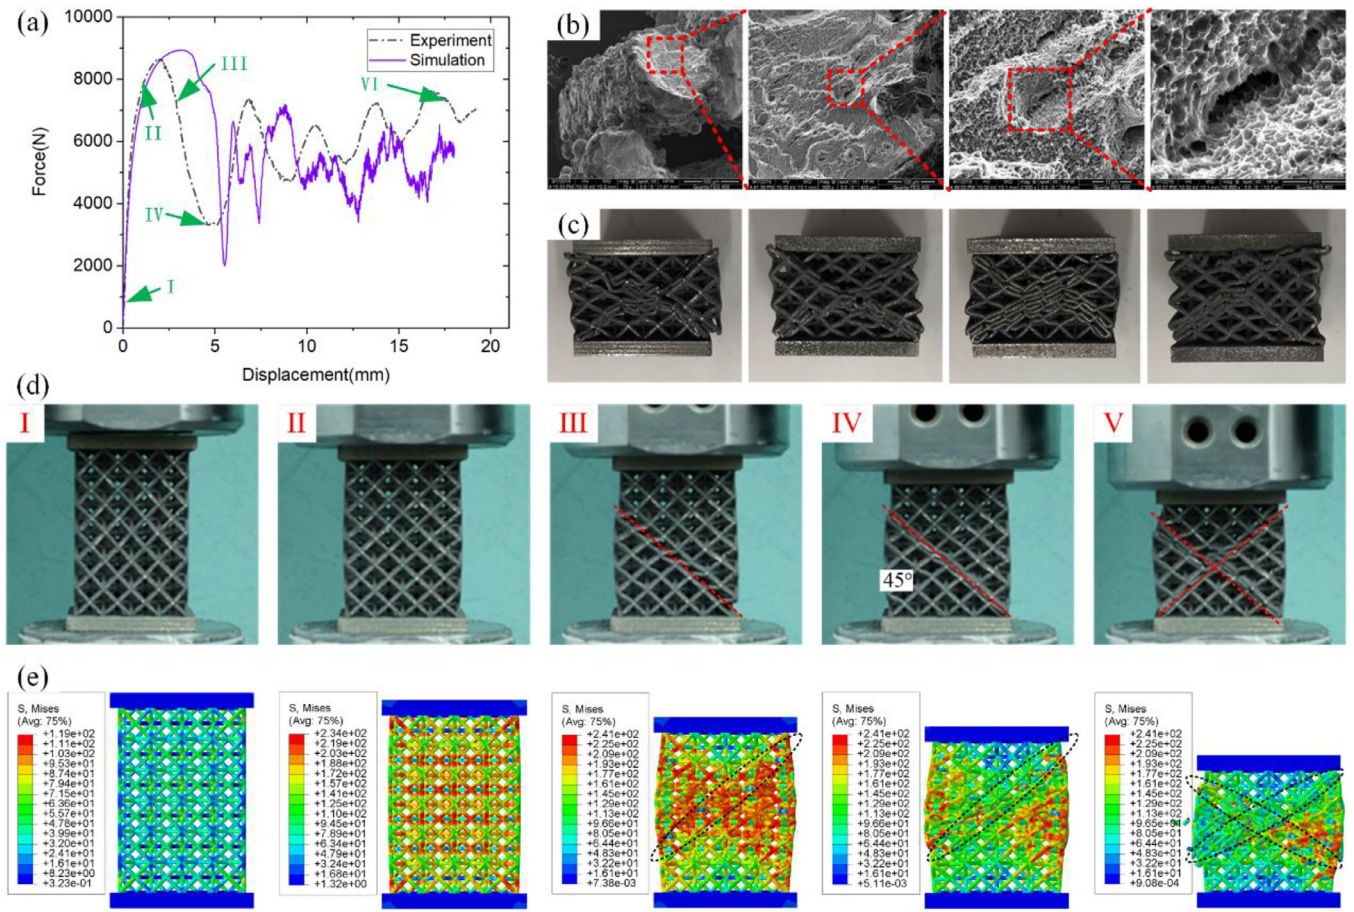 (a)
10000
8000
6000
4000
2000
0
Force(N)
0 5 10 15 20
Displacement(mm)
Experiment
Simulation
I
II
III
IV
VI
(b)
(c)
(d)
I
II
III
IV
V
45°
(e)
S, Mises
(Avg: 75%)
+1.19e+02
+1.11e+02
+1.03e+02
+9.53e+01
+8.74e+01
+7.94e+01
+7.15e+01
+6.36e+01
+5.57e+01
+4.78e+01
+3.99e+01
+3.20e+01
+2.41e+01
+1.61e+01
+8.23e+00
+3.23e-01
S, Mises
(Avg: 75%)
+2.34e+02
+2.19e+02
+2.03e+02
+1.88e+02
+1.72e+02
+1.57e+02
+1.41e+02
+1.25e+02
+1.10e+02
+9.45e+01
+7.89e+01
+6.34e+01
+4.79e+01
+3.24e+01
+1.68e+01
+1.32e+00
S, Mises
(Avg: 75%)
+2.41e+02
+2.25e+02
+2.09e+02
+1.93e+02
+1.77e+02
+1.61e+02
+1.45e+02
+1.29e+02
+1.13e+02
+9.66e+01
+8.05e+01
+6.44e+01
+4.83e+01
+3.22e+01
+1.61e+01
+7.38e-03
S, Mises
(Avg: 75%)
+2.41e+02
+2.25e+02
+2.09e+02
+1.93e+02
+1.77e+02
+1.61e+02
+1.45e+02
+1.29e+02
+1.13e+02
+9.66e+01
+8.05e+01
+6.44e+01
+4.83e+01
+3.22e+01
+1.61e+01
+5.11e-03
S, Mises
(Avg: 75%)
+2.41e+02
+2.25e+02
+2.09e+02
+1.93e+02
+1.77e+02
+1.61e+02
+1.45e+02
+1.29e+02
+1.13e+02
+9.65e+01
+8.05e+01
+6.44e+01
+4.83e+01
+3.22e+01
+1.61e+01
+9.08e-04